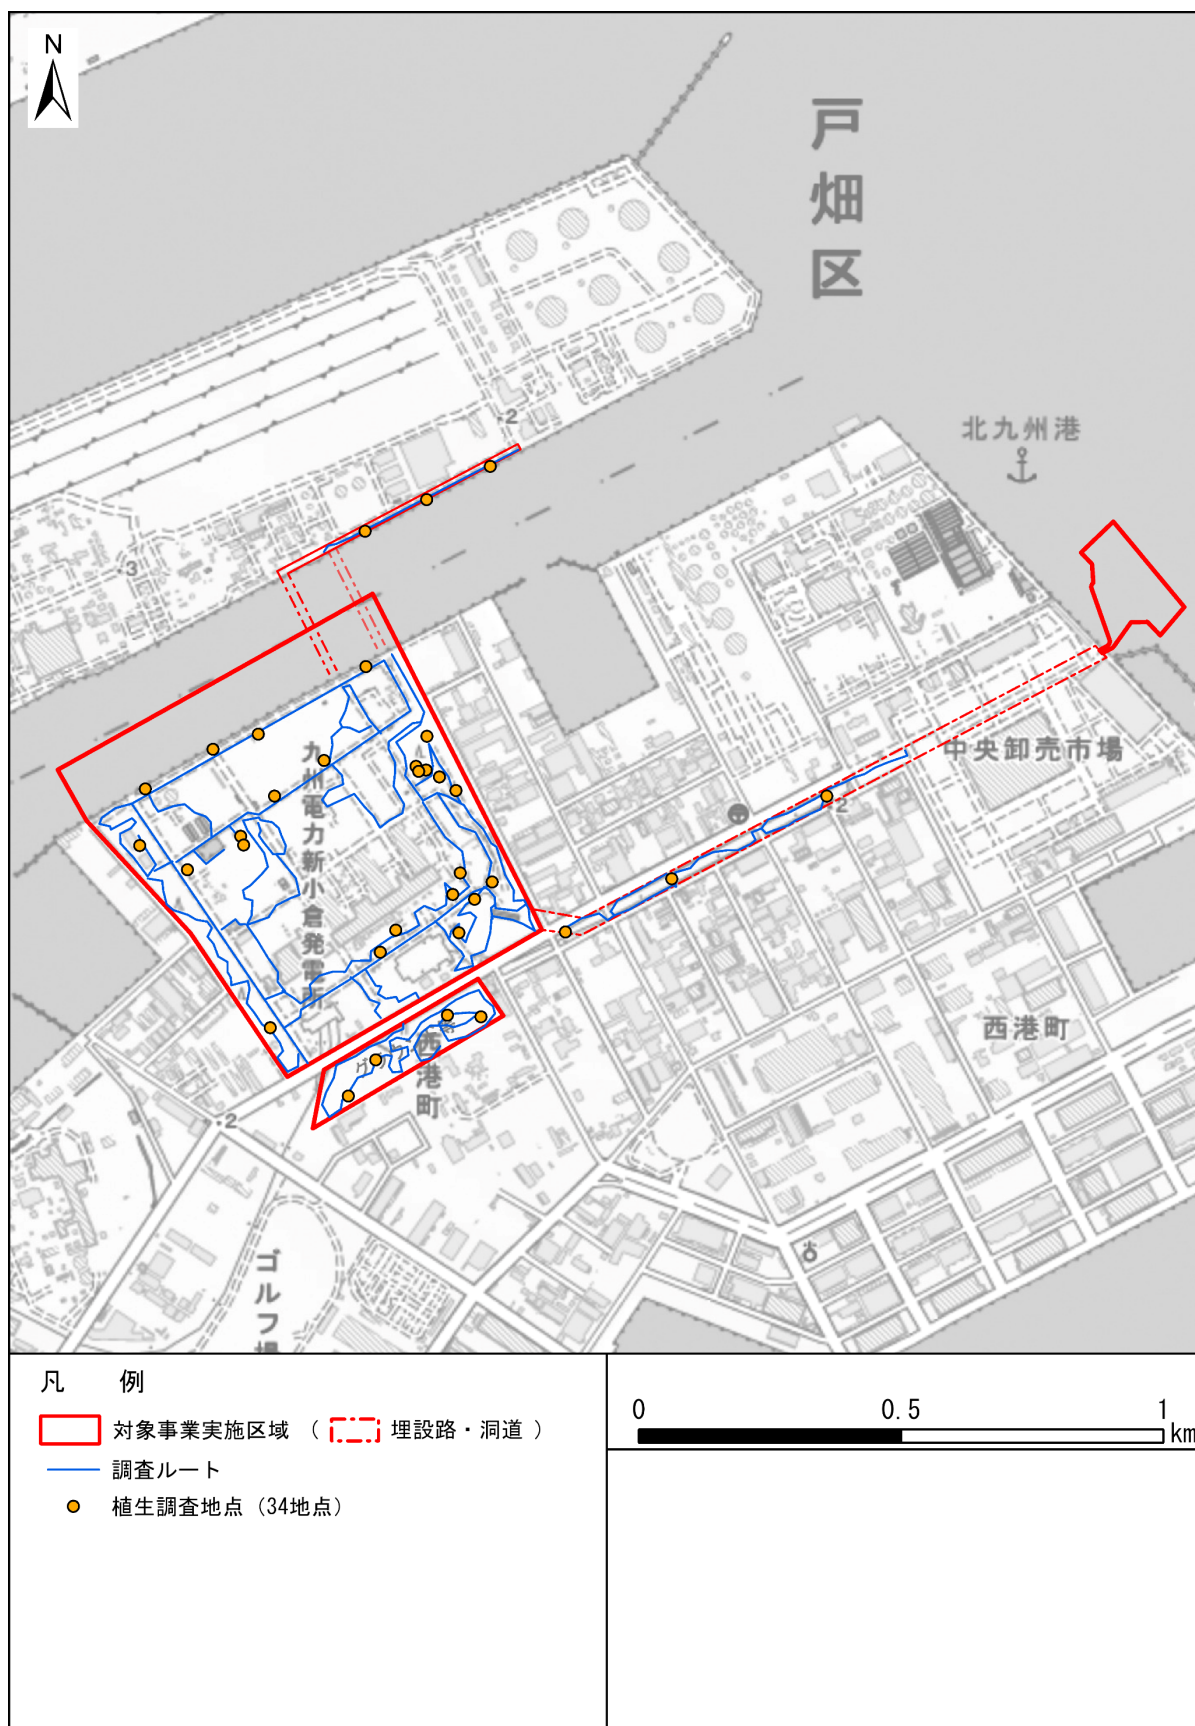 N
戸畑区
北九州港
2
3
九州電力新小倉発電所
中央卸売市場
2
西港町
西港町
2
ゴルフ場
凡 例
対象事業実施区域 ( 埋設路・洞道 )
調査ルート
植生調査地点 (34地点)
0 0.5 1
km